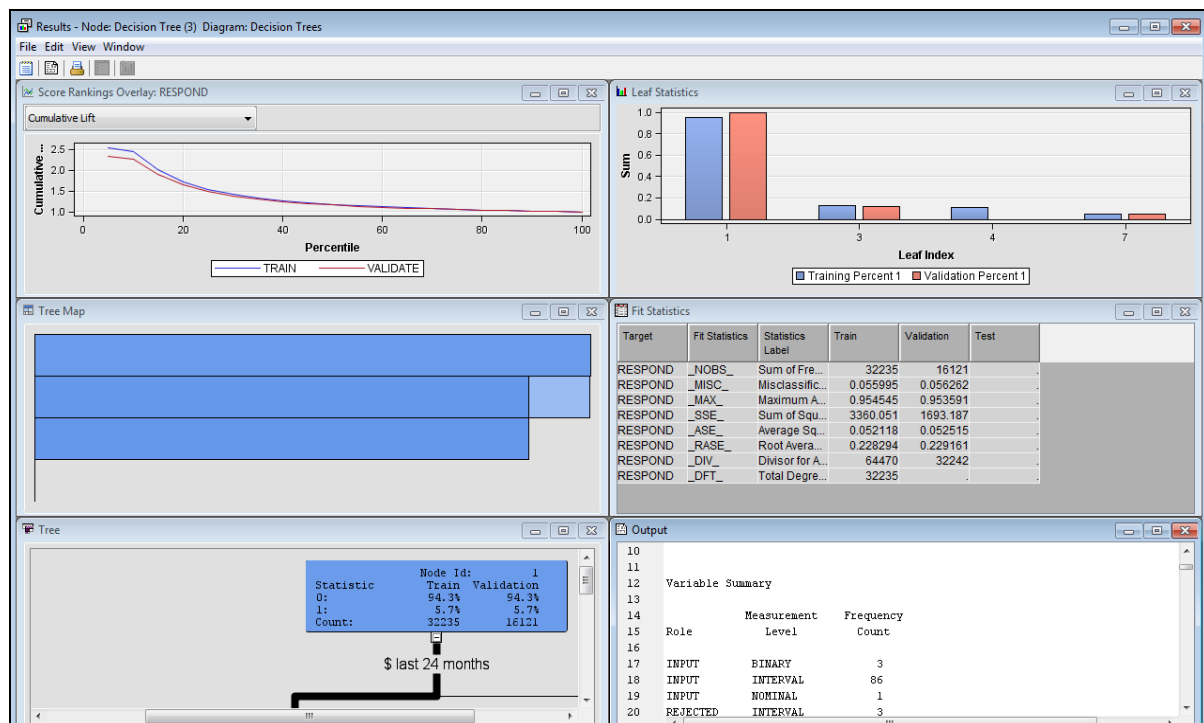 Results - Node: Decision Tree (3) Diagram: Decision Trees
File Edit View Window
Score Rankings Overlay: RESPOND
Cumulative Lift
Cumulative ...
2.5
2.0
1.5
1.0
0 20 40 60 80 100
Percentile
TRAIN VALIDATE
Leaf Statistics
Sum
1.0
0.8
0.6
0.4
0.2
0.0
1 3 4 7
Leaf Index
Training Percent 1 Validation Percent 1
Tree Map
Fit Statistics
Target Fit Statistics Statistics Label Train Validation Test
RESPOND _NOBS_ Sum of Fre... 32235 16121 .
RESPOND _MISC_ Misclassific... 0.055995 0.056262 .
RESPOND _MAX_ Maximum A... 0.954545 0.953591 .
RESPOND _SSE_ Sum of Squ... 3360.051 1693.187 .
RESPOND _ASE_ Average Sq... 0.052118 0.052515 .
RESPOND _RASE_ Root Avera... 0.228294 0.229161 .
RESPOND _DIV_ Divisor for A... 64470 32242 .
RESPOND _DFT_ Total Degre... 32235 . .
Tree
Node Id: 1
Statistic Train Validation
0: 94.3% 94.3%
1: 5.7% 5.7%
Count: 32235 16121
$ last 24 months
Output
10
11
12 Variable Summary
13
14 Measurement Frequency
15 Role Level Count
16
17 INPUT BINARY 3
18 INPUT INTERVAL 86
19 INPUT NOMINAL 1
20 REJECTED INTERVAL 3